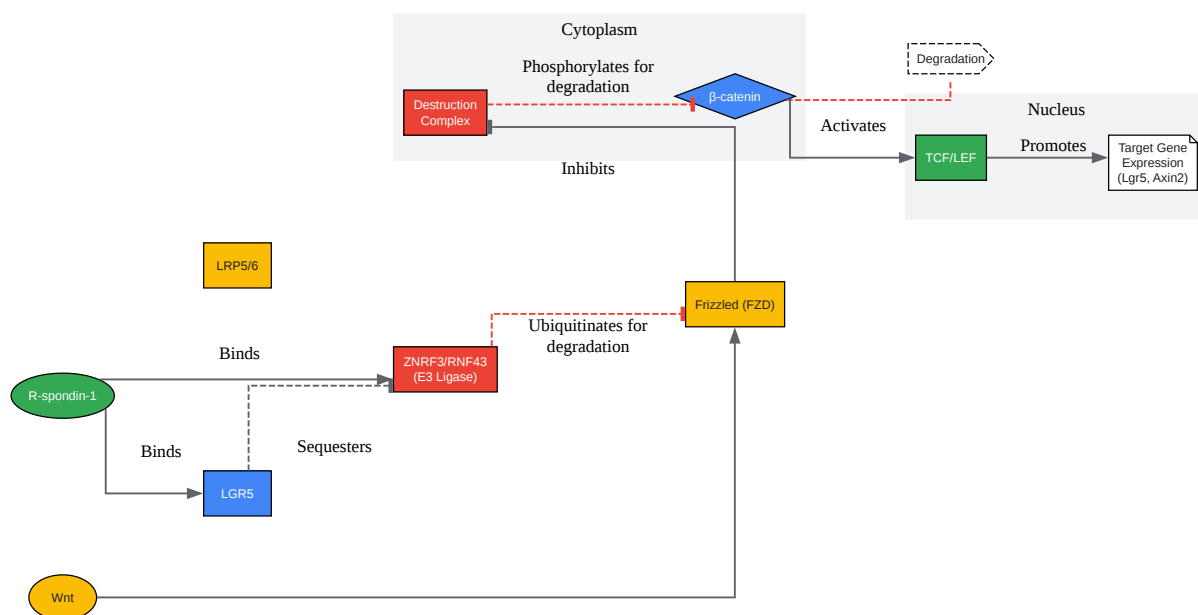 Cytoplasm
Phosphorylates for
degradation
Destruction
Complex
β-catenin
Degradation
Activates
Nucleus
TCF/LEF
Promotes
Target Gene
Expression
(Lgr5, Axin2)
Inhibits
LRP5/6
Frizzled (FZD)
Ubiquitinates for
degradation
Binds
ZNRF3/RNF43
(E3 Ligase)
R-spondin-1
Binds
Sequesters
LGR5
Wnt